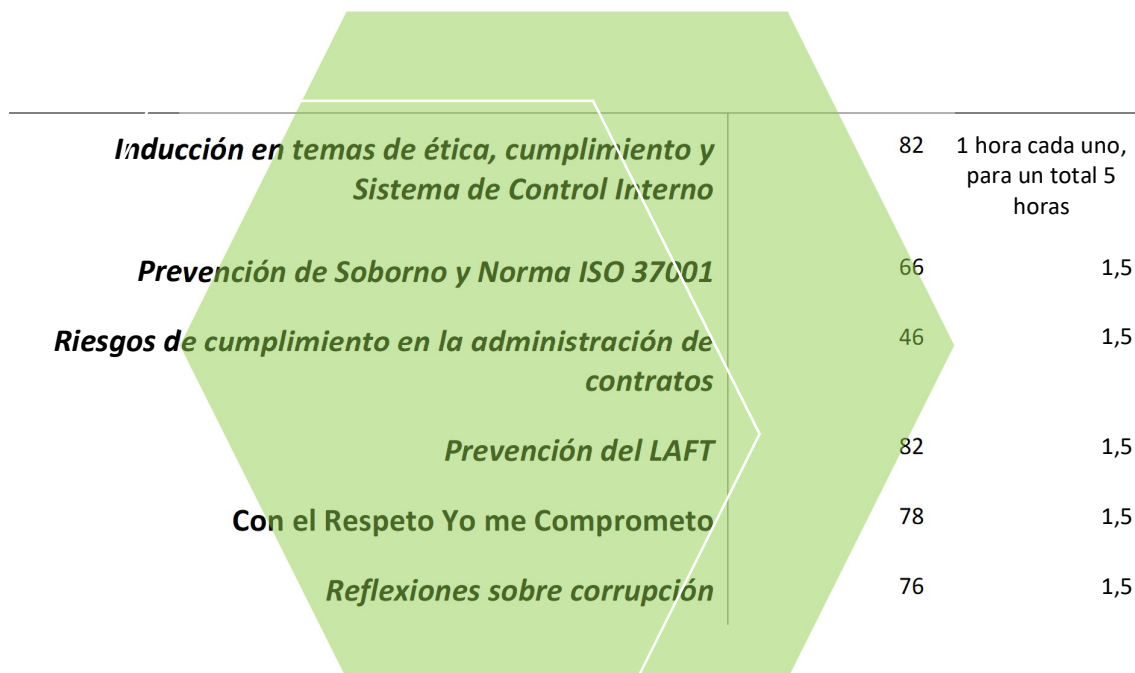 Inducción en temas de ética, cumplimiento y 82 1 hora cada uno,
Sistema de Control Interno para un total 5
horas
Prevención de Soborno y Norma ISO 37001 66 1,5
Riesgos de cumplimiento en la administración de 46 1,5
contratos
Prevención del LAFT 82 1,5
Con el Respeto Yo me Comprometo 78 1,5
Reflexiones sobre corrupción 76 1,5